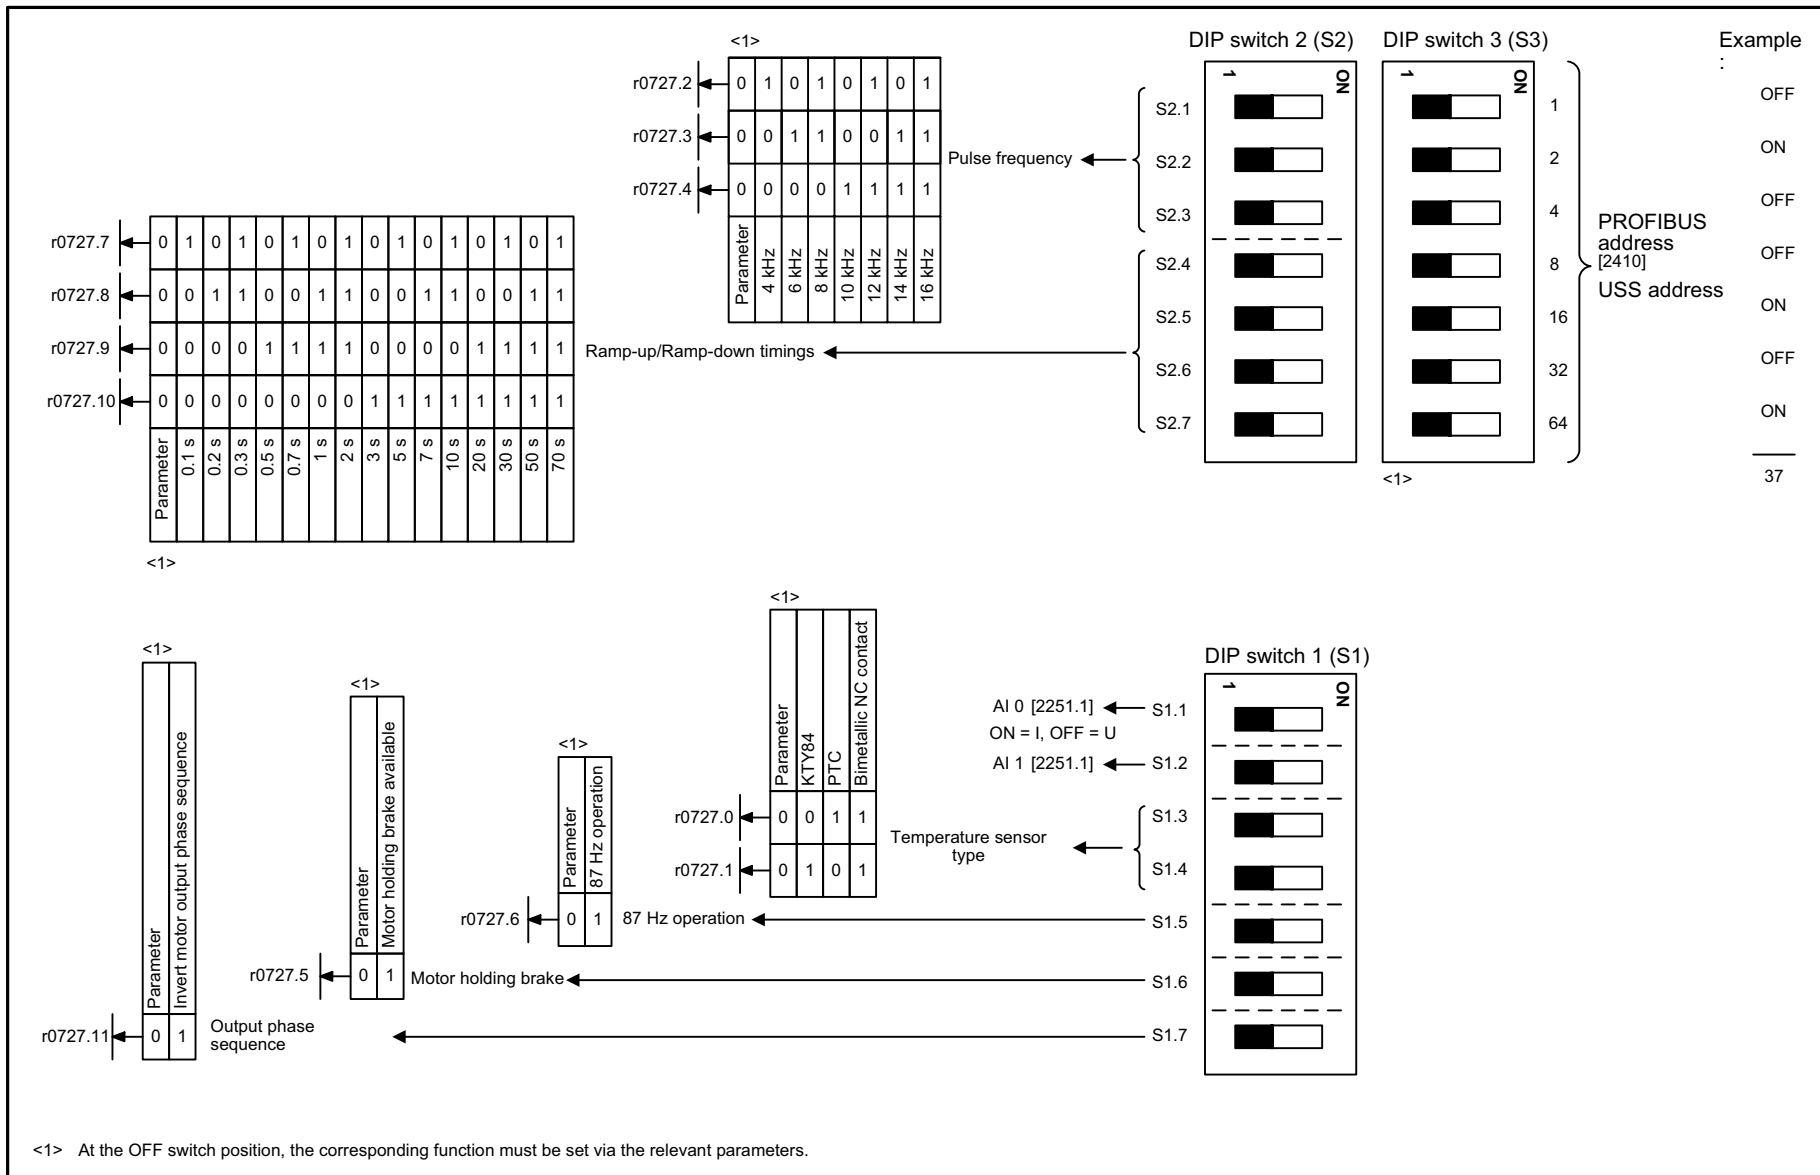 DIP switch 2 (S2) DIP switch 3 (S3) Example
:
<1>
r0727.2 0 1 0 1 0 1 0 1
r0727.3 0 0 1 1 0 0 1 1
r0727.4 0 0 0 0 1 1 1 1
Parameter 4 kHz 6 kHz 8 kHz 10 kHz 12 kHz 14 kHz 16 kHz
Pulse frequency
r0727.7 0 1 0 1 0 1 0 1 0 1 0 1 0 1 0 1
r0727.8 0 0 1 1 0 0 1 1 0 0 1 1 0 0 1 1
r0727.9 0 0 0 0 1 1 1 1 0 0 0 0 1 1 1 1
r0727.10 0 0 0 0 0 0 0 0 1 1 1 1 1 1 1 1
Parameter 0.1 s 0.2 s 0.3 s 0.5 s 0.7 s 1 s 2 s 3 s 5 s 7 s 10 s 20 s 30 s 50 s 70 s
<1>
Ramp-up/Ramp-down timings
1 ON 1 ON
S2.1 1 OFF
S2.2 2 ON
S2.3 4 OFF
S2.4 8 OFF
S2.5 16 ON
S2.6 32 OFF
S2.7 64 ON
PROFIBUS
address
[2410]
USS address
<1>
37
DIP switch 1 (S1)
1 ON
AI 0 [2251.1] S1.1
ON = I, OFF = U
AI 1 [2251.1] S1.2
<1>
Parameter KTY84 PTC Bimetallic NC contact
r0727.0 0 0 1 1
r0727.1 0 1 0 1
Temperature sensor
type
S1.3
S1.4
<1>
Parameter 87 Hz operation
r0727.6 0 1 87 Hz operation S1.5
<1>
Parameter Motor holding brake available
r0727.5 0 1 Motor holding brake S1.6
<1>
Parameter Invert motor output phase sequence
r0727.11 0 1 Output phase
sequence
S1.7
<1> At the OFF switch position, the corresponding function must be set via the relevant parameters.